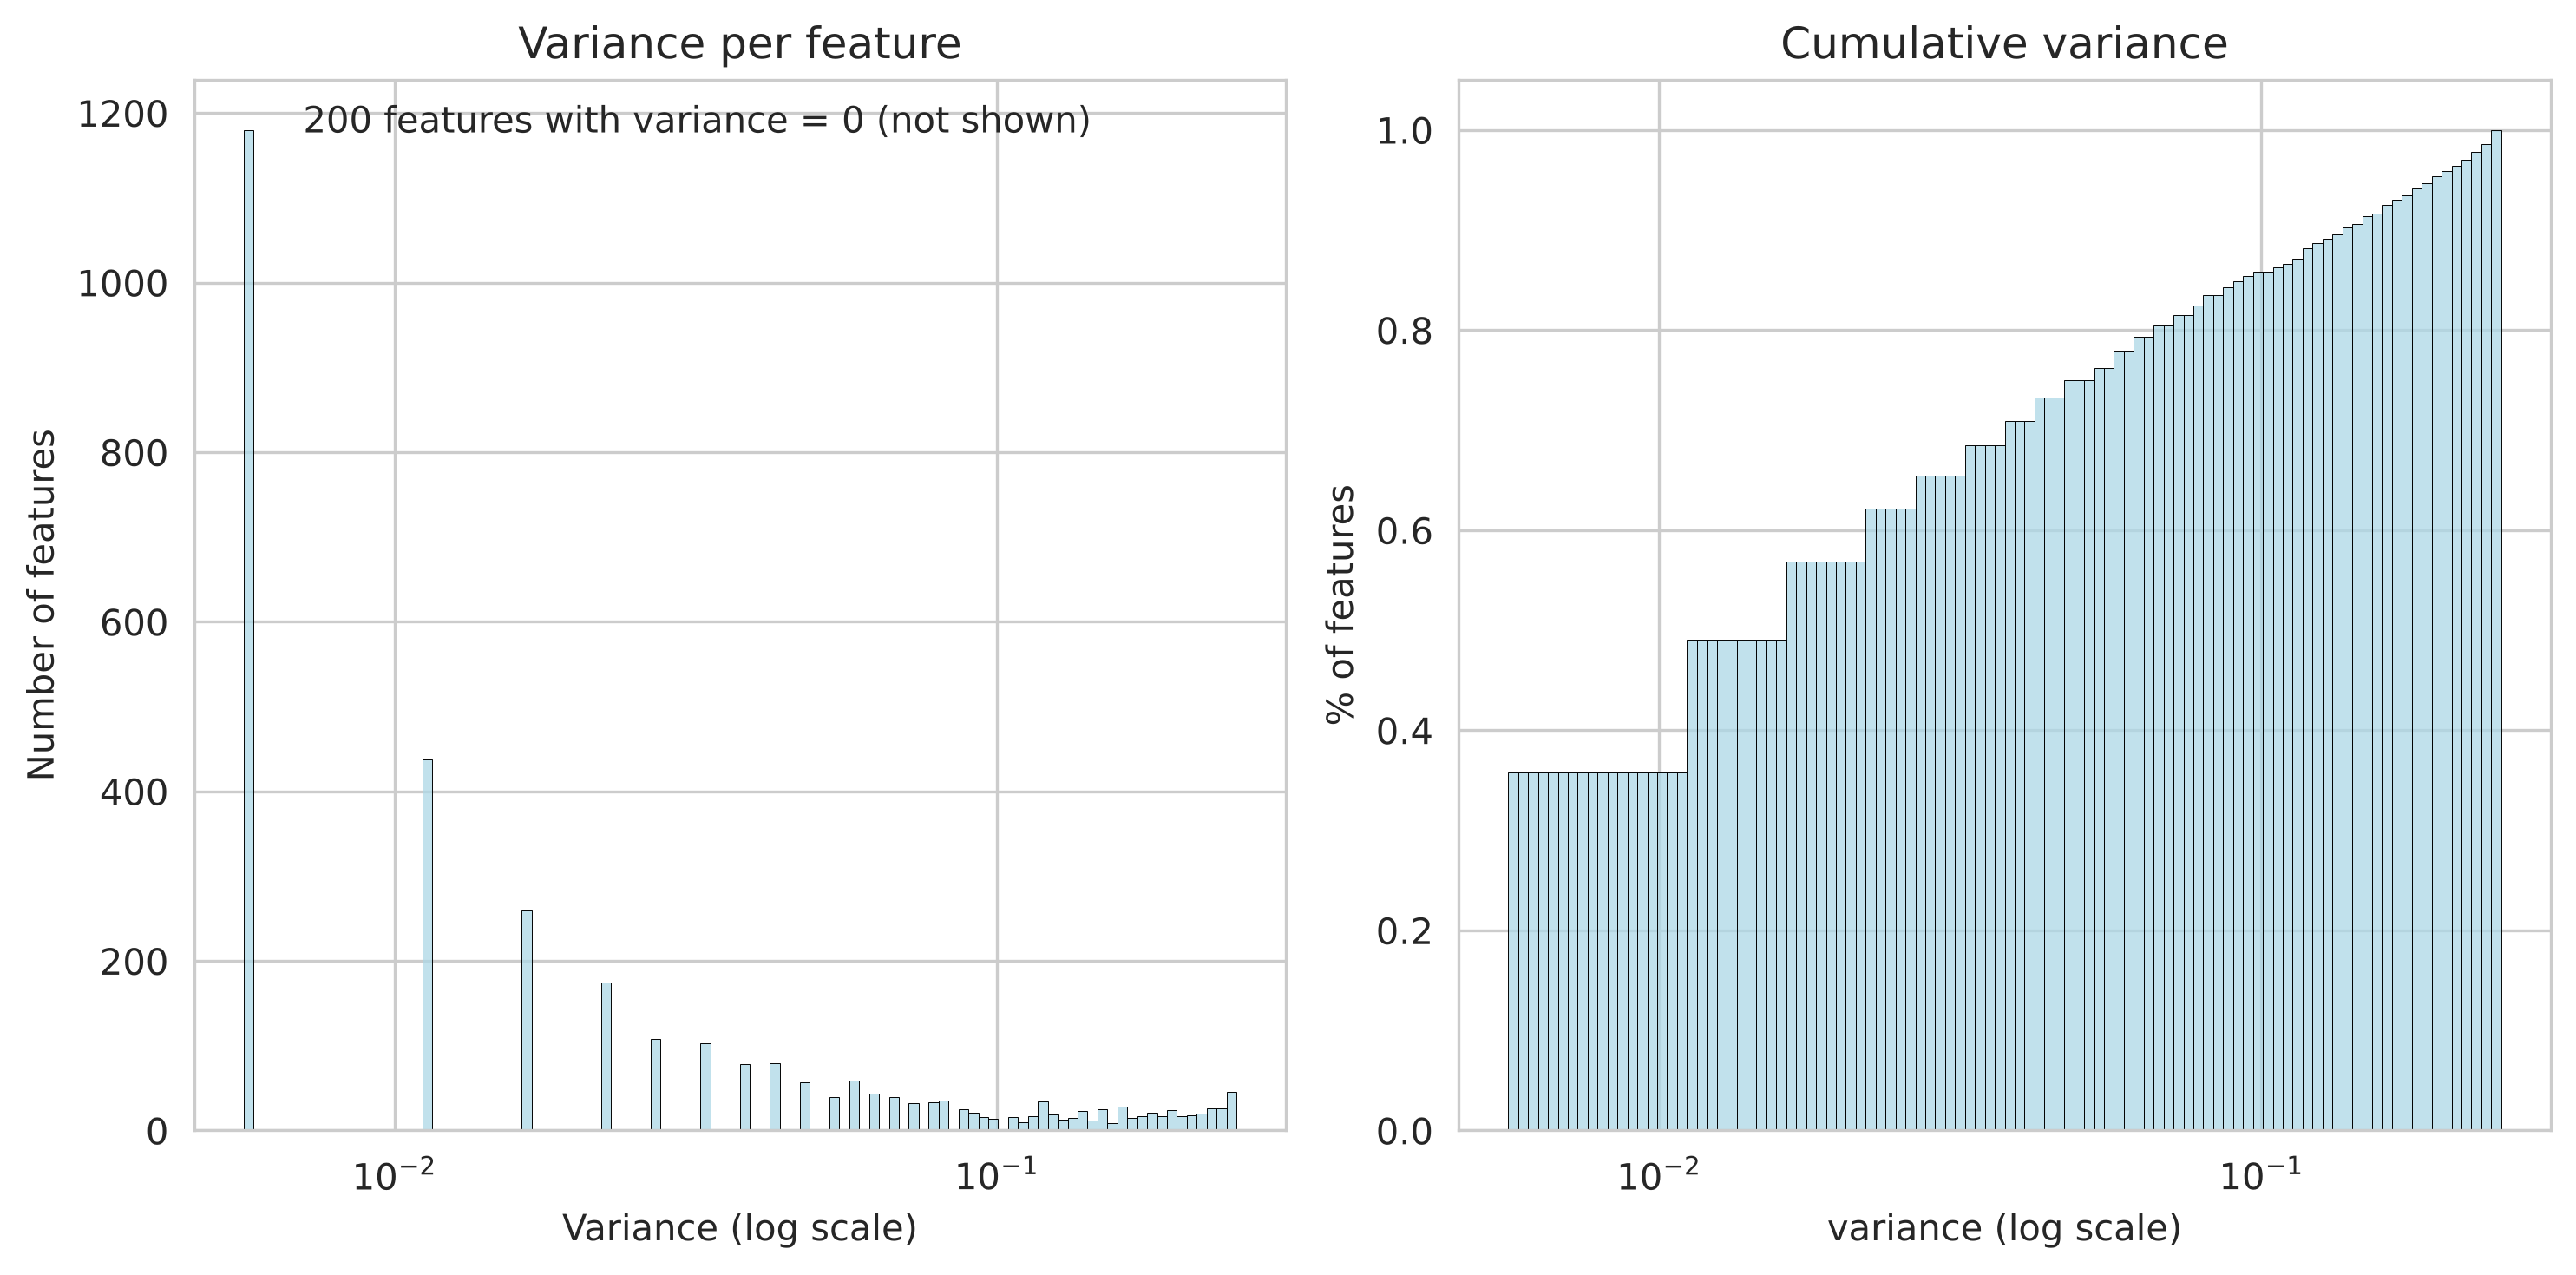 Variance per feature
200 features with variance = 0 (not shown)
1200
1000
800
600
400
200
0
Number of features
10⁻²
10⁻¹
Variance (log scale)
Cumulative variance
1.0
0.8
0.6
0.4
0.2
0.0
% of features
10⁻²
10⁻¹
variance (log scale)